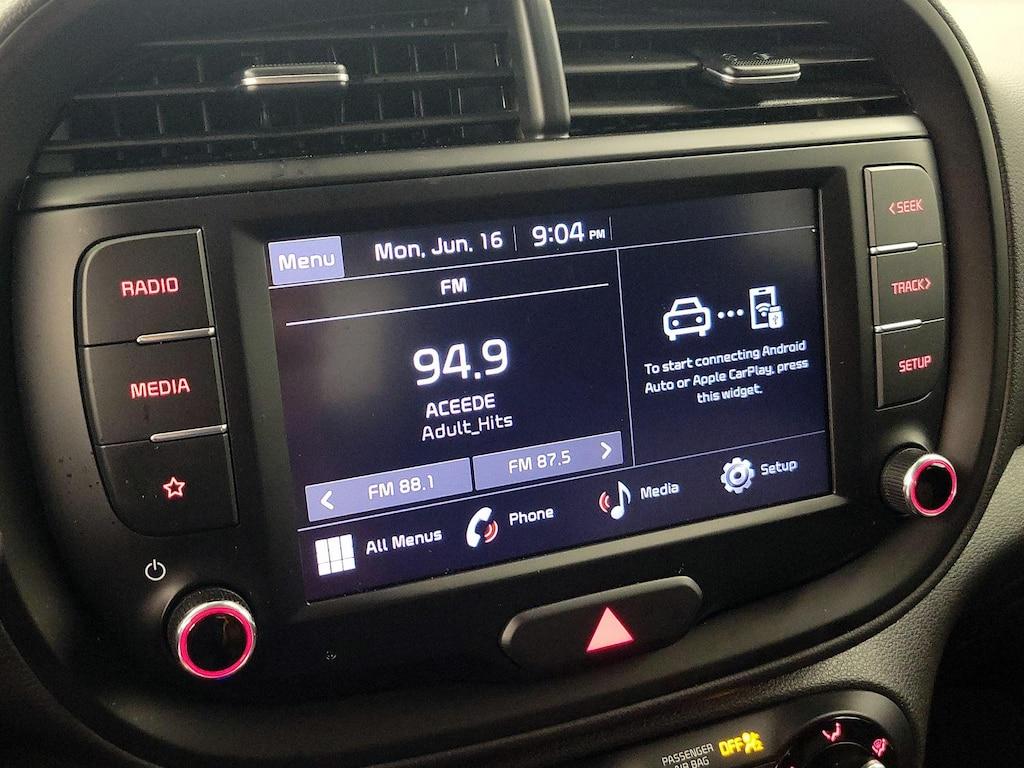 RADIO
MEDIA
Menu
Mon, Jun. 16
9:04 PM
FM
94.9
ACEEDE
Adult_Hits
FM 88.1
FM 87.5
To start connecting Android
Auto or Apple CarPlay, press
this widget.
All Menus
Phone
Media
Setup
<SEEK
TRACK>
SETUP
PASSENGER
AIR BAG
OFF